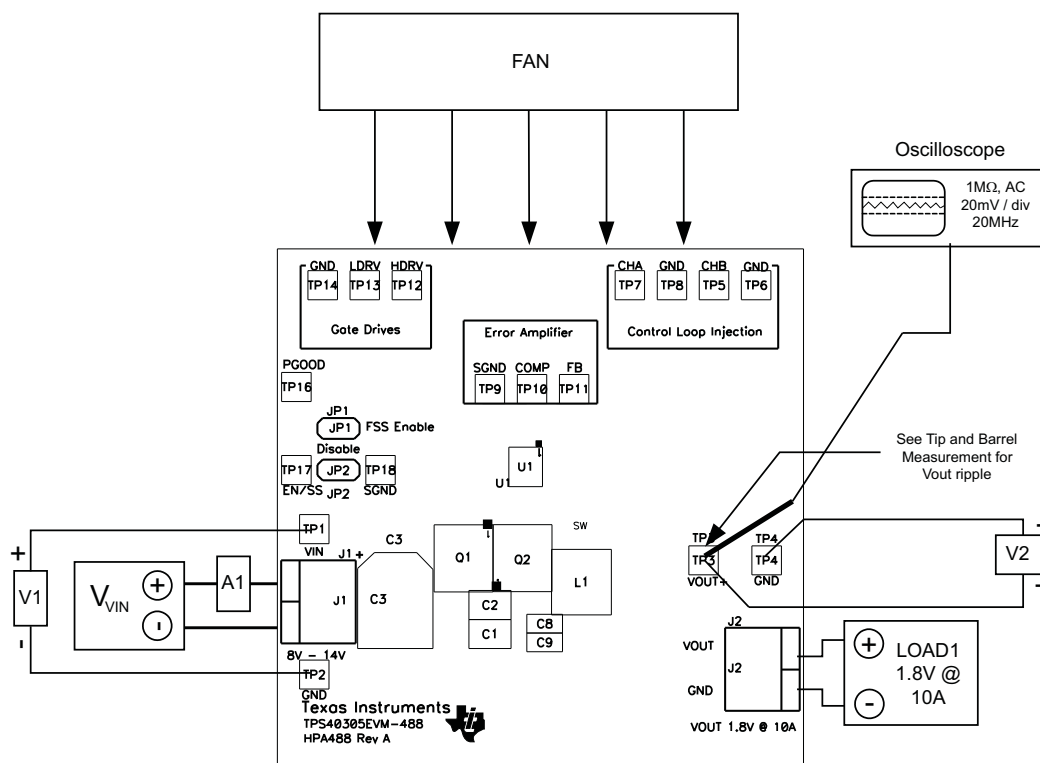 FAN
Oscilloscope
1MΩ, AC
20mV / div
20MHz
GND LDRV HDRV
TP14 TP13 TP12
Gate Drives
CHA GND CHB GND
TP7 TP8 TP5 TP6
Control Loop Injection
Error Amplifier
SGND COMP FB
TP9 TP10 TP11
PGOOD
TP16
JP1
JP1 FSS Enable
Disable
TP17 JP2 TP18
EN/SS JP2 SGND
U1
U1
See Tip and Barrel
Measurement for
Vout ripple
TP1
VIN
SW
Q1 Q2
L1
C3
C3
C2
C1
C8
C9
J1 +
J1
8V - 14V
TP2
GND
+
V1
-
VVIN
+
-
A1
TP TP4
TP3 TP4
VOUT+ GND
+
V2
-
J2
VOUT
J2
GND
VOUT 1.8V @ 10A
+
-
LOAD1
1.8V @
10A
Texas Instruments
TPS40305EVM-488
HPA488 Rev A